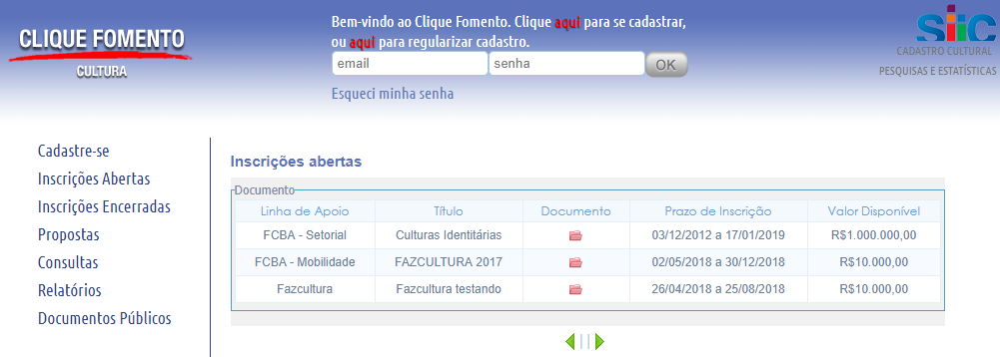 CLIQUE FOMENTO
CULTURA
Bem-vindo ao Clique Fomento. Clique aqui para se cadastrar,
ou aqui para regularizar cadastro.
email senha OK
Esqueci minha senha
SIIC
CADASTRO CULTURAL
PESQUISAS E ESTATÍSTICAS
Cadastre-se
Inscrições Abertas
Inscrições Encerradas
Propostas
Consultas
Relatórios
Documentos Públicos
Inscrições abertas
Documento
Linha de Apoio Título Documento Prazo de Inscrição Valor Disponível
FCBA - Setorial Culturas Identitárias 03/12/2012 a 17/01/2019 R$1.000.000,00
FCBA - Mobilidade FAZCULTURA 2017 02/05/2018 a 30/12/2018 R$10.000,00
Fazcultura Fazcultura testando 26/04/2018 a 25/08/2018 R$10.000,00